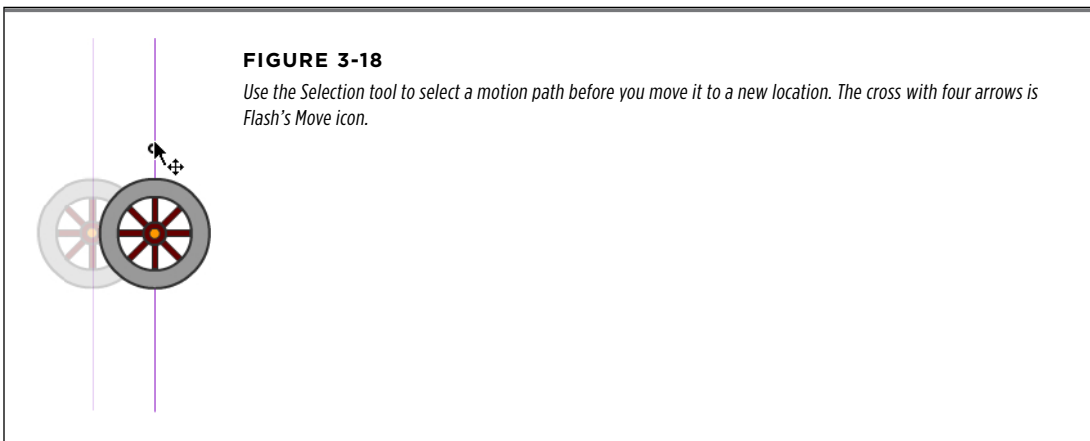 FIGURE 3-18
Use the Selection tool to select a motion path before you move it to a new location. The cross with four arrows is
Flash's Move icon.